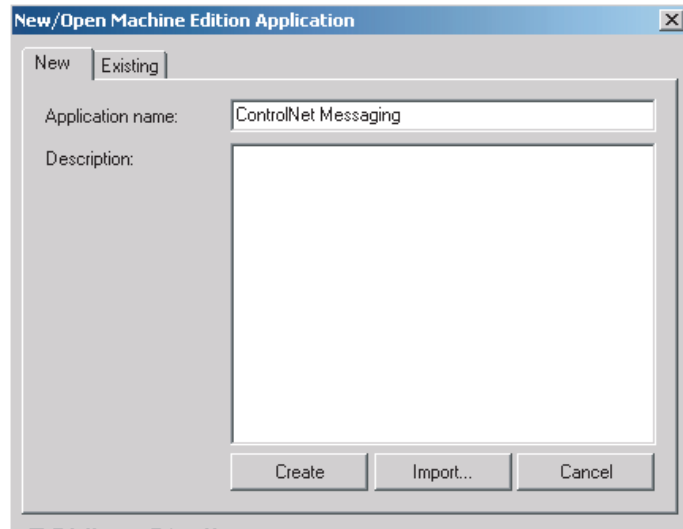 New/Open Machine Edition Application
New Existing
Application name: ControlNet Messaging
Description:
Create Import... Cancel